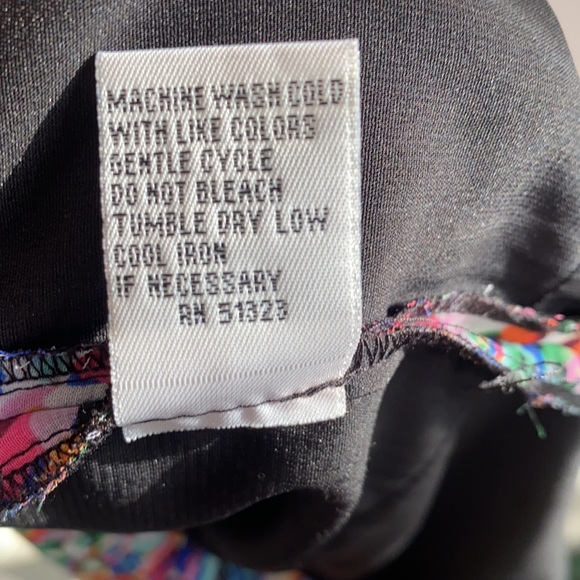 MACHINE WASH COLD
WITH LIKE COLORS
GENTLE CYCLE
DO NOT BLEACH
TUMBLE DRY LOW
COOL IRON
IF NECESSARY
RN 51323